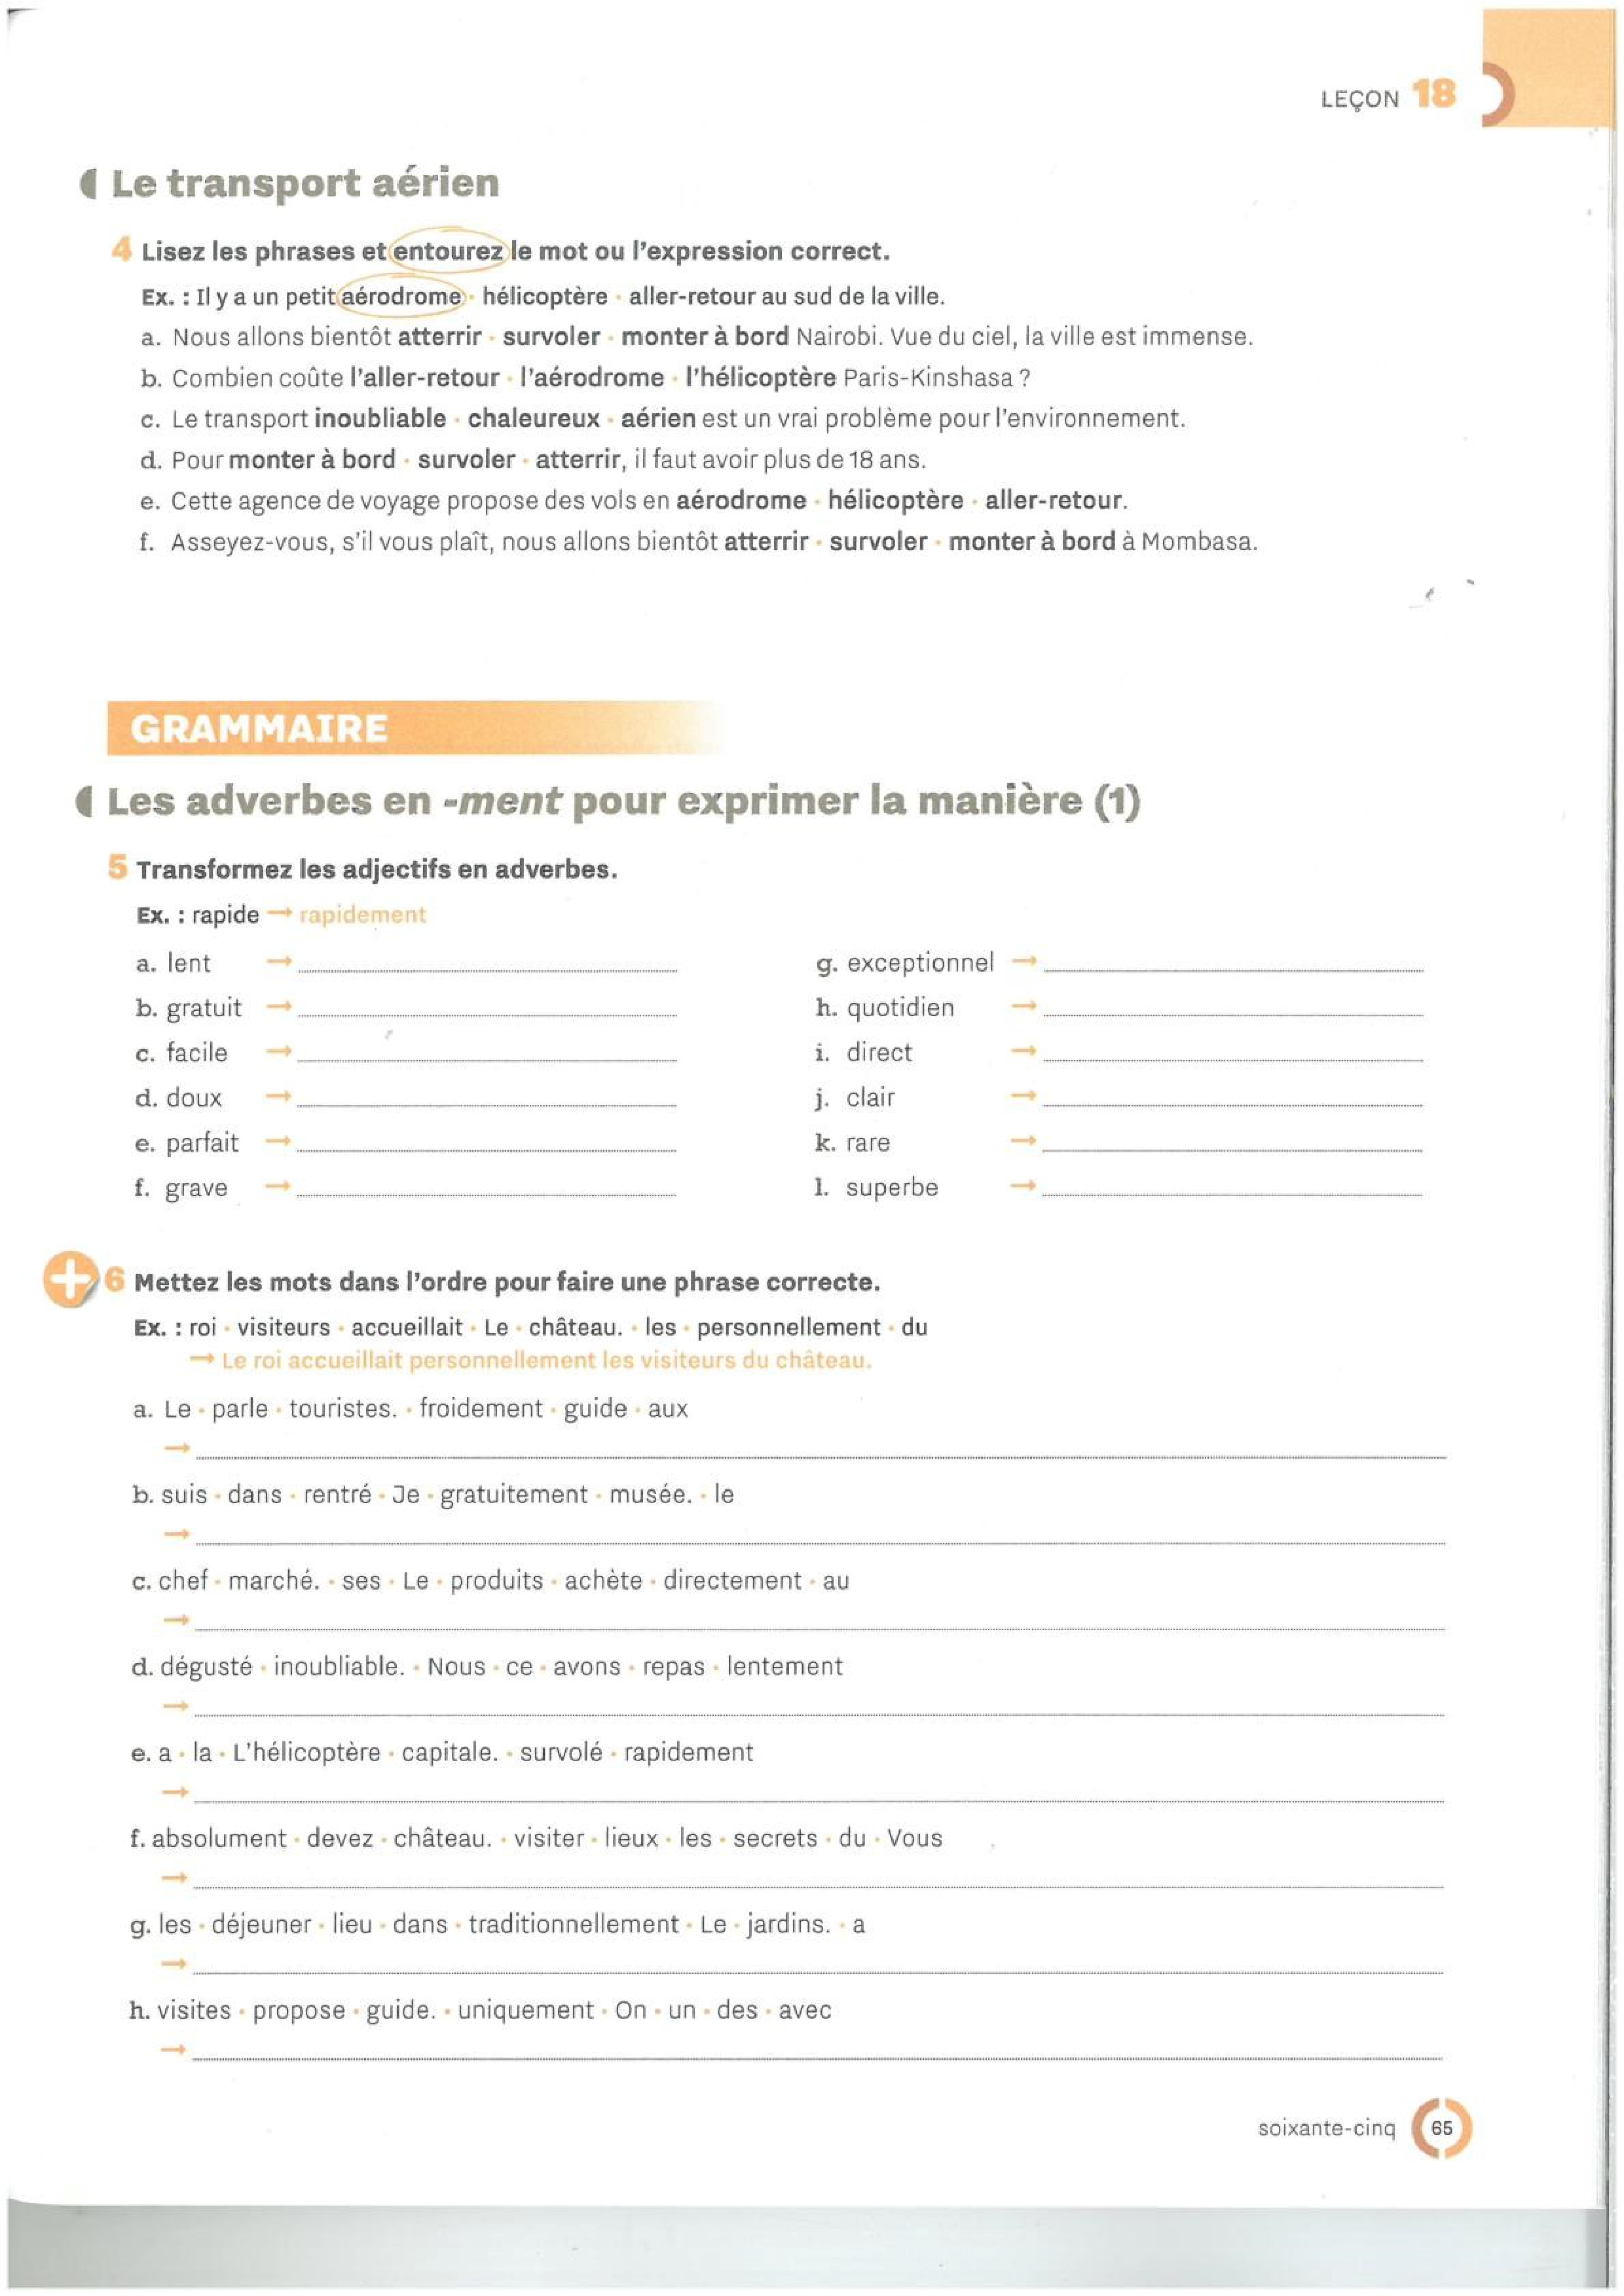 LEÇON 18
Le transport aérien
4 Lisez les phrases et entourez le mot ou l'expression correct.
Ex. : Il y a un petit aérodrome • hélicoptère • aller-retour au sud de la ville.
a. Nous allons bientôt atterrir • survoler • monter à bord Nairobi. Vue du ciel, la ville est immense.
b. Combien coûte l'aller-retour • l'aérodrome • l'hélicoptère Paris-Kinshasa ?
c. Le transport inoubliable • chaleureux • aérien est un vrai problème pour l'environnement.
d. Pour monter à bord • survoler • atterrir, il faut avoir plus de 18 ans.
e. Cette agence de voyage propose des vols en aérodrome • hélicoptère • aller-retour.
f. Asseyez-vous, s'il vous plaît, nous allons bientôt atterrir • survoler • monter à bord à Mombasa.
GRAMMAIRE
Les adverbes en -ment pour exprimer la manière (1)
5 Transformez les adjectifs en adverbes.
Ex. : rapide → rapidement
a. lent →
b. gratuit →
c. facile →
d. doux →
e. parfait →
f. grave →
g. exceptionnel →
h. quotidien →
i. direct →
j. clair →
k. rare →
l. superbe →
6 Mettez les mots dans l'ordre pour faire une phrase correcte.
Ex. : roi • visiteurs • accueillait • Le • château. • les • personnellement • du
→ Le roi accueillait personnellement les visiteurs du château.
a. Le • parle • touristes. • froidement • guide • aux
→
b. suis • dans • rentré • Je • gratuitement • musée. • le
→
c. chef • marché. • ses • Le • produits • achète • directement • au
→
d. dégusté • inoubliable. • Nous • ce • avons • repas • lentement
→
e. a • la • L'hélicoptère • capitale. • survolé • rapidement
→
f. absolument • devez • château. • visiter • lieux • les • secrets • du • Vous
→
g. les • déjeuner • lieu • dans • traditionnellement • Le • jardins. • a
→
h. visites • propose • guide. • uniquement • On • un • des • avec
→
soixante-cinq 65